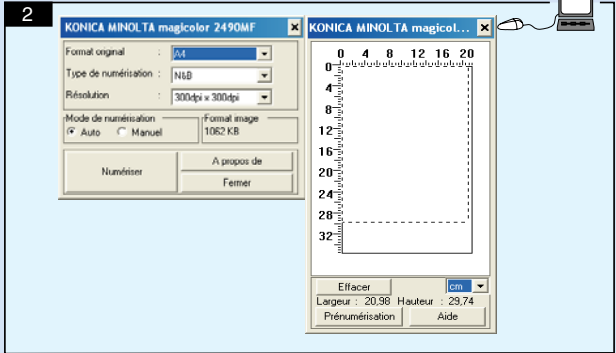 2
KONICA MINOLTA magicolor 2490MF
Format original : A4
Type de numérisation : N&B
Résolution : 300dpi x 300dpi
Mode de numérisation
Auto Manuel
Format image
1062 KB
Numériser
A propos de
Fermer
KONICA MINOLTA magicol...
0 4 8 12 16 20
0
4
8
12
16
20
24
28
32
Effacer
cm
Largeur : 20,98 Hauteur : 29,74
Prénumérisation
Aide